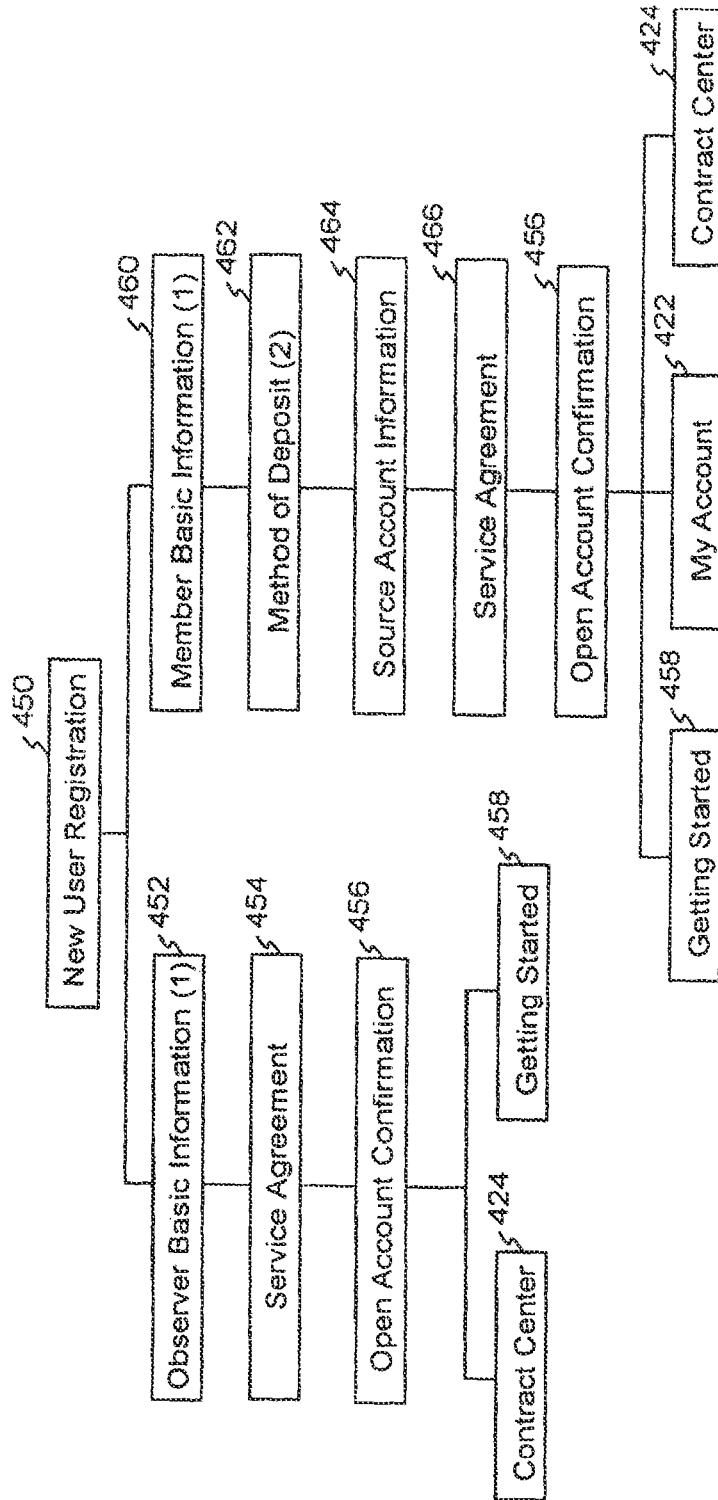 450
New User Registration
452
Observer Basic Information (1)
454
Service Agreement
456
Open Account Confirmation
424
Contract Center
458
Getting Started
460
Member Basic Information (1)
462
Method of Deposit (2)
464
Source Account Information
466
Service Agreement
456
Open Account Confirmation
458
Getting Started
422
My Account
424
Contract Center